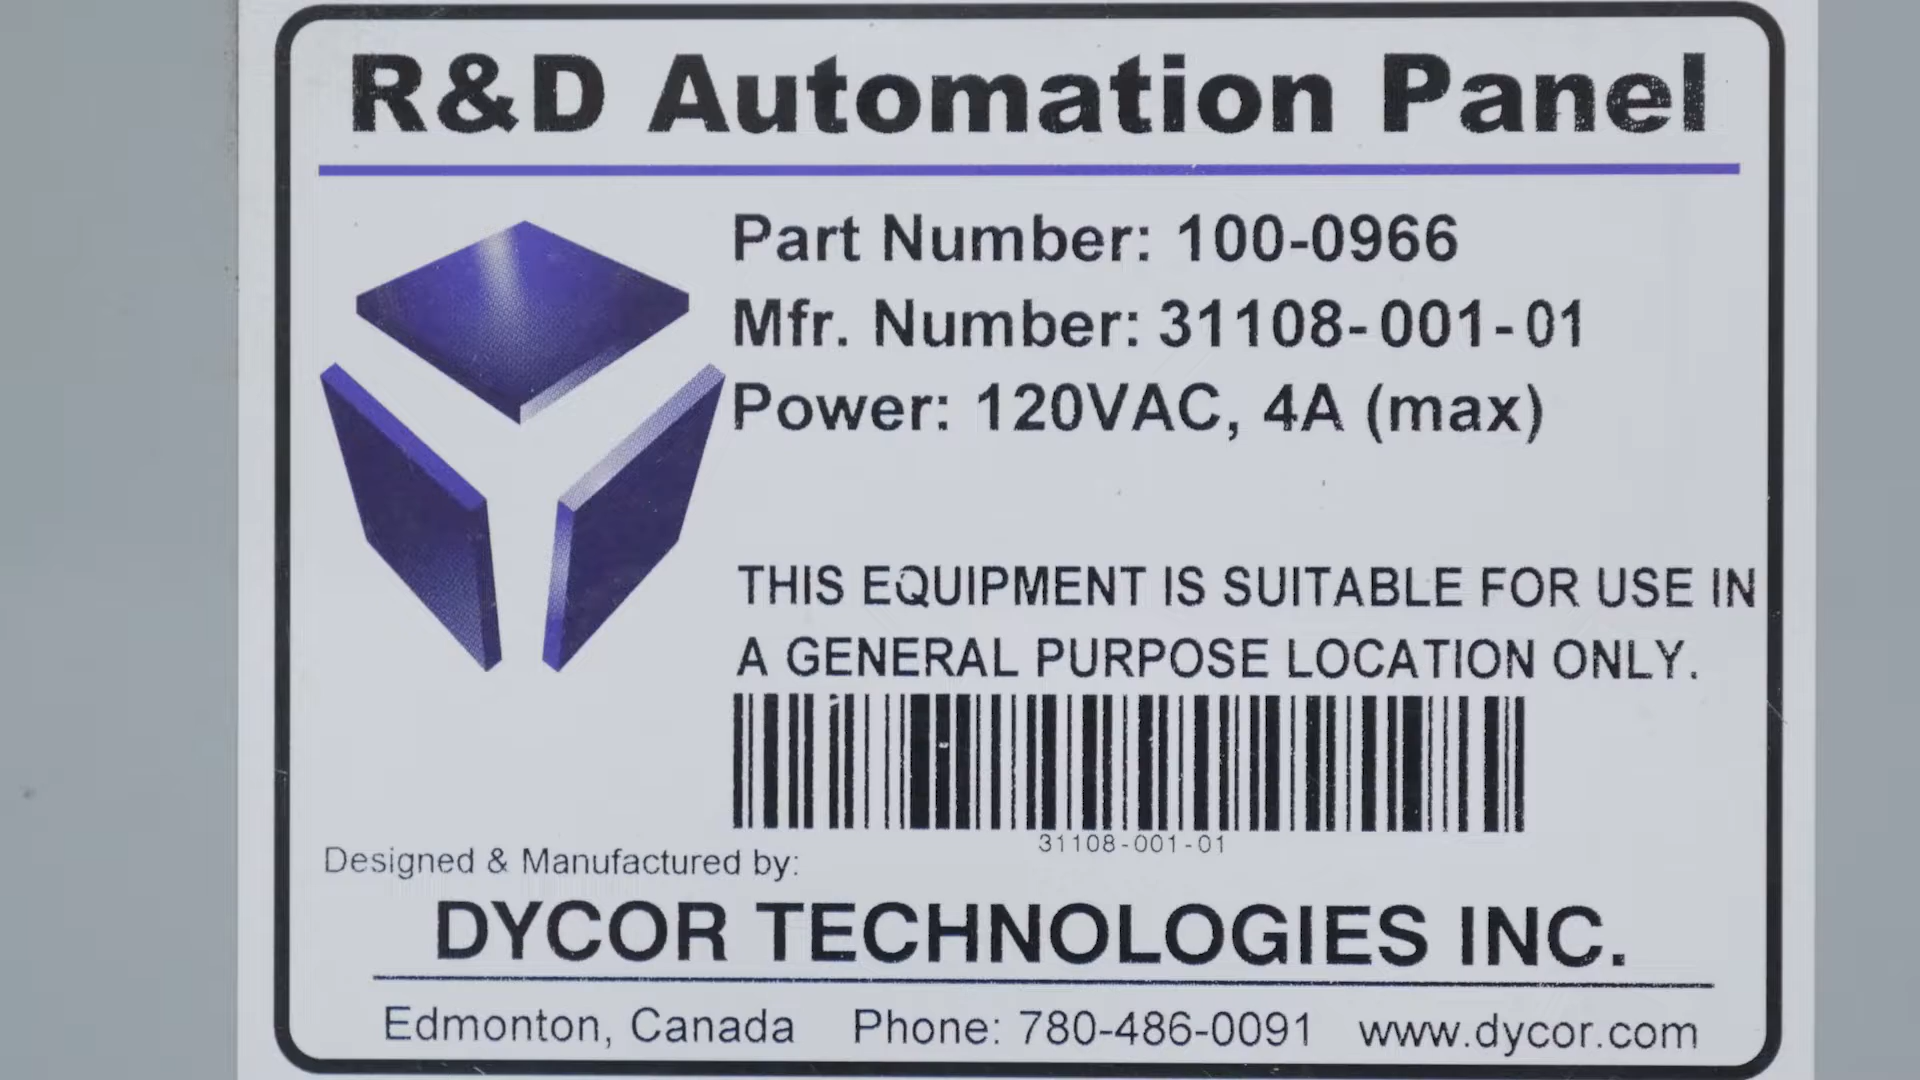 R&D Automation Panel
Part Number: 100-0966
Mfr. Number: 31108-001-01
Power: 120VAC, 4A (max)
THIS EQUIPMENT IS SUITABLE FOR USE IN
A GENERAL PURPOSE LOCATION ONLY.
31108-001-01
Designed & Manufactured by:
DYCOR TECHNOLOGIES INC.
Edmonton, Canada Phone: 780-486-0091 www.dycor.com